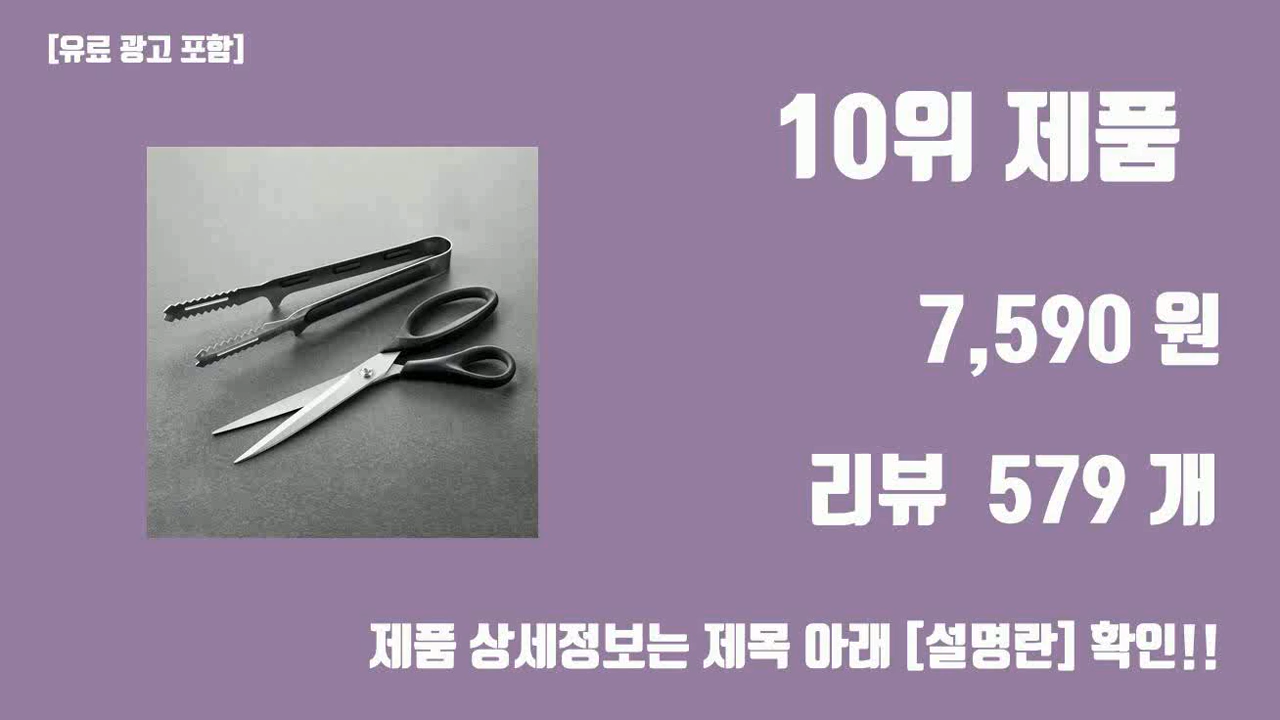 [유료 광고 포함]
10위 제품
7,590 원
리뷰 579 개
제품 상세정보는 제목 아래 [설명란] 확인!!